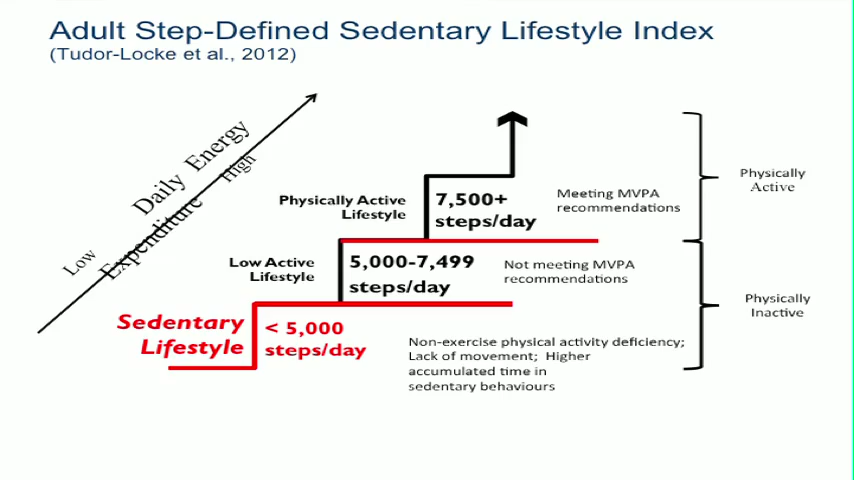 Adult Step-Defined Sedentary Lifestyle Index
(Tudor-Locke et al., 2012)
Daily Energy
Expenditure
Low
High
Physically Active
Lifestyle
7,500+
steps/day
Meeting MVPA
recommendations
Physically
Active
Low Active
Lifestyle
5,000-7,499
steps/day
Not meeting MVPA
recommendations
Physically
Inactive
Sedentary
Lifestyle
< 5,000
steps/day
Non-exercise physical activity deficiency;
Lack of movement; Higher
accumulated time in
sedentary behaviours